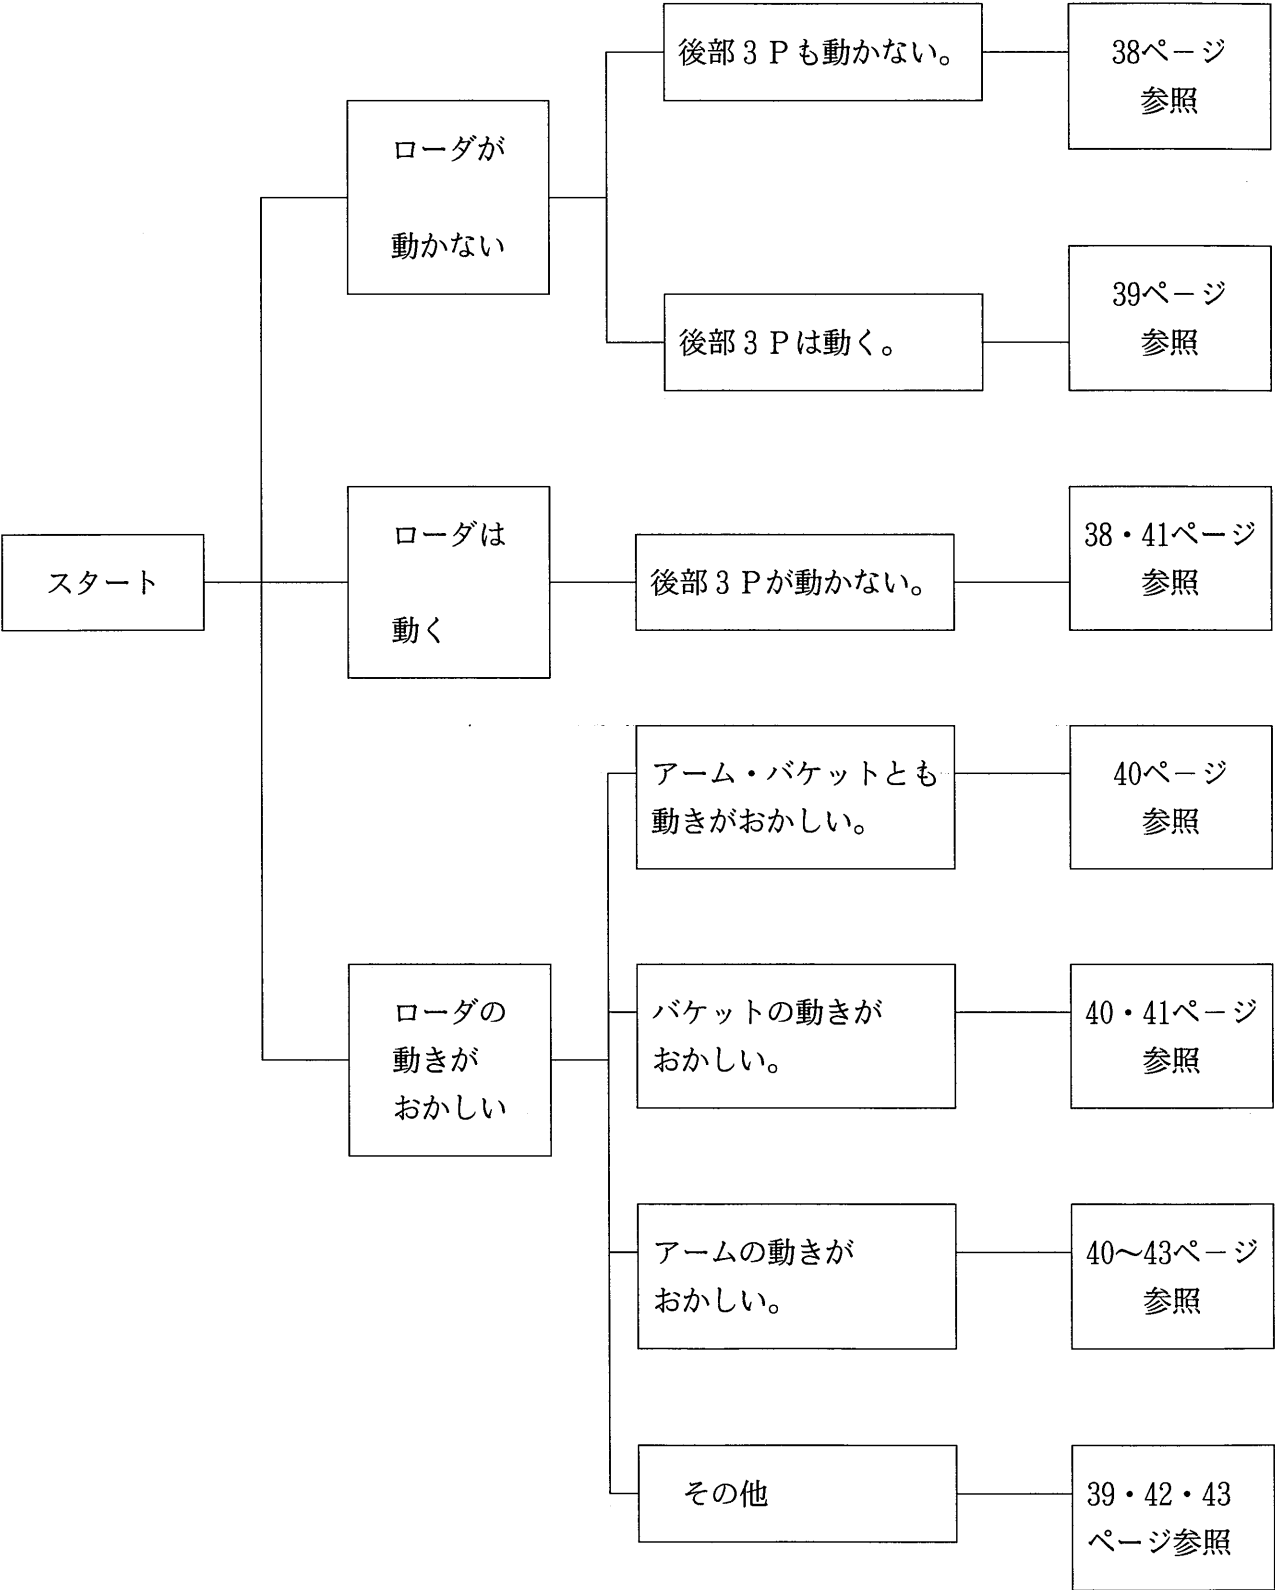 スタート
ローダが
動かない
後部3Pも動かない。
38ページ
参照
後部3Pは動く。
39ページ
参照
ローダは
動く
後部3Pが動かない。
38・41ページ
参照
ローダの
動きが
おかしい
アーム・バケットとも
動きがおかしい。
40ページ
参照
バケットの動きが
おかしい。
40・41ページ
参照
アームの動きが
おかしい。
40〜43ページ
参照
その他
39・42・43
ページ参照